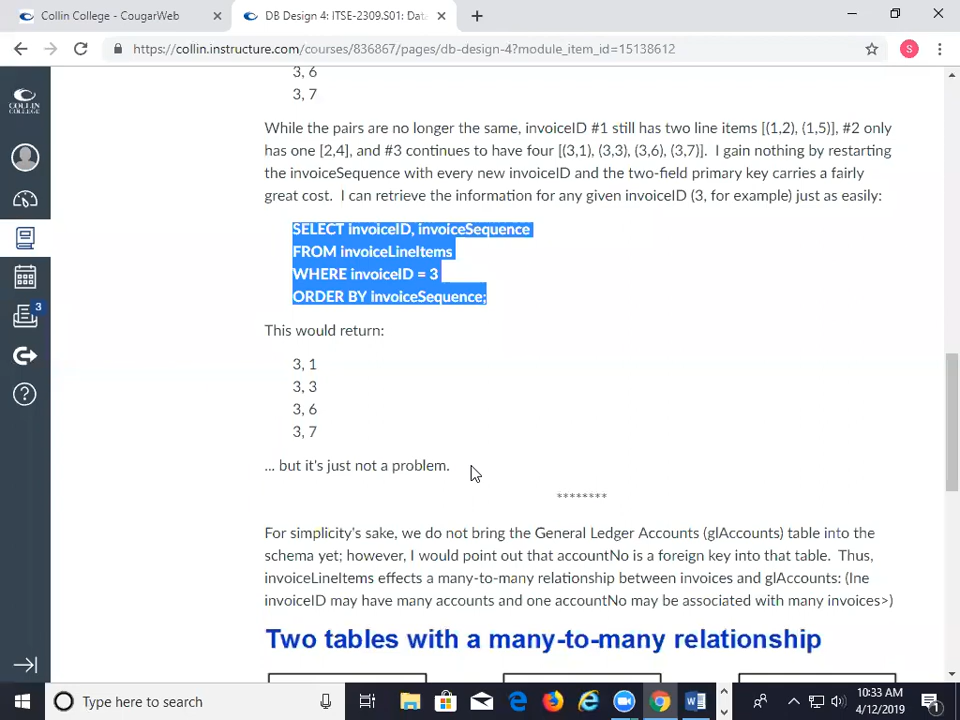 Collin College - CougarWeb
DB Design 4: ITSE-2309.S01: Dat
https://collin.instructure.com/courses/836867/pages/db-design-4?module_item_id=15138612
S
COLLIN
COLLEGE
3
3, 6
3, 7
While the pairs are no longer the same, invoiceID #1 still has two line items [(1,2), (1,5)], #2 only
has one [2,4], and #3 continues to have four [(3,1), (3,3), (3,6), (3,7)].  I gain nothing by restarting
the invoiceSequence with every new invoiceID and the two-field primary key carries a fairly
great cost.  I can retrieve the information for any given invoiceID (3, for example) just as easily:
SELECT invoiceID, invoiceSequence
FROM invoiceLineItems
WHERE invoiceID = 3
ORDER BY invoiceSequence;
This would return:
3, 1
3, 3
3, 6
3, 7
... but it's just not a problem.
********
For simplicity's sake, we do not bring the General Ledger Accounts (glAccounts) table into the
schema yet; however, I would point out that accountNo is a foreign key into that table.  Thus,
invoiceLineItems effects a many-to-many relationship between invoices and glAccounts: (Ine
invoiceID may have many accounts and one accountNo may be associated with many invoices>)
Two tables with a many-to-many relationship
Type here to search
10:33 AM
4/12/2019
1